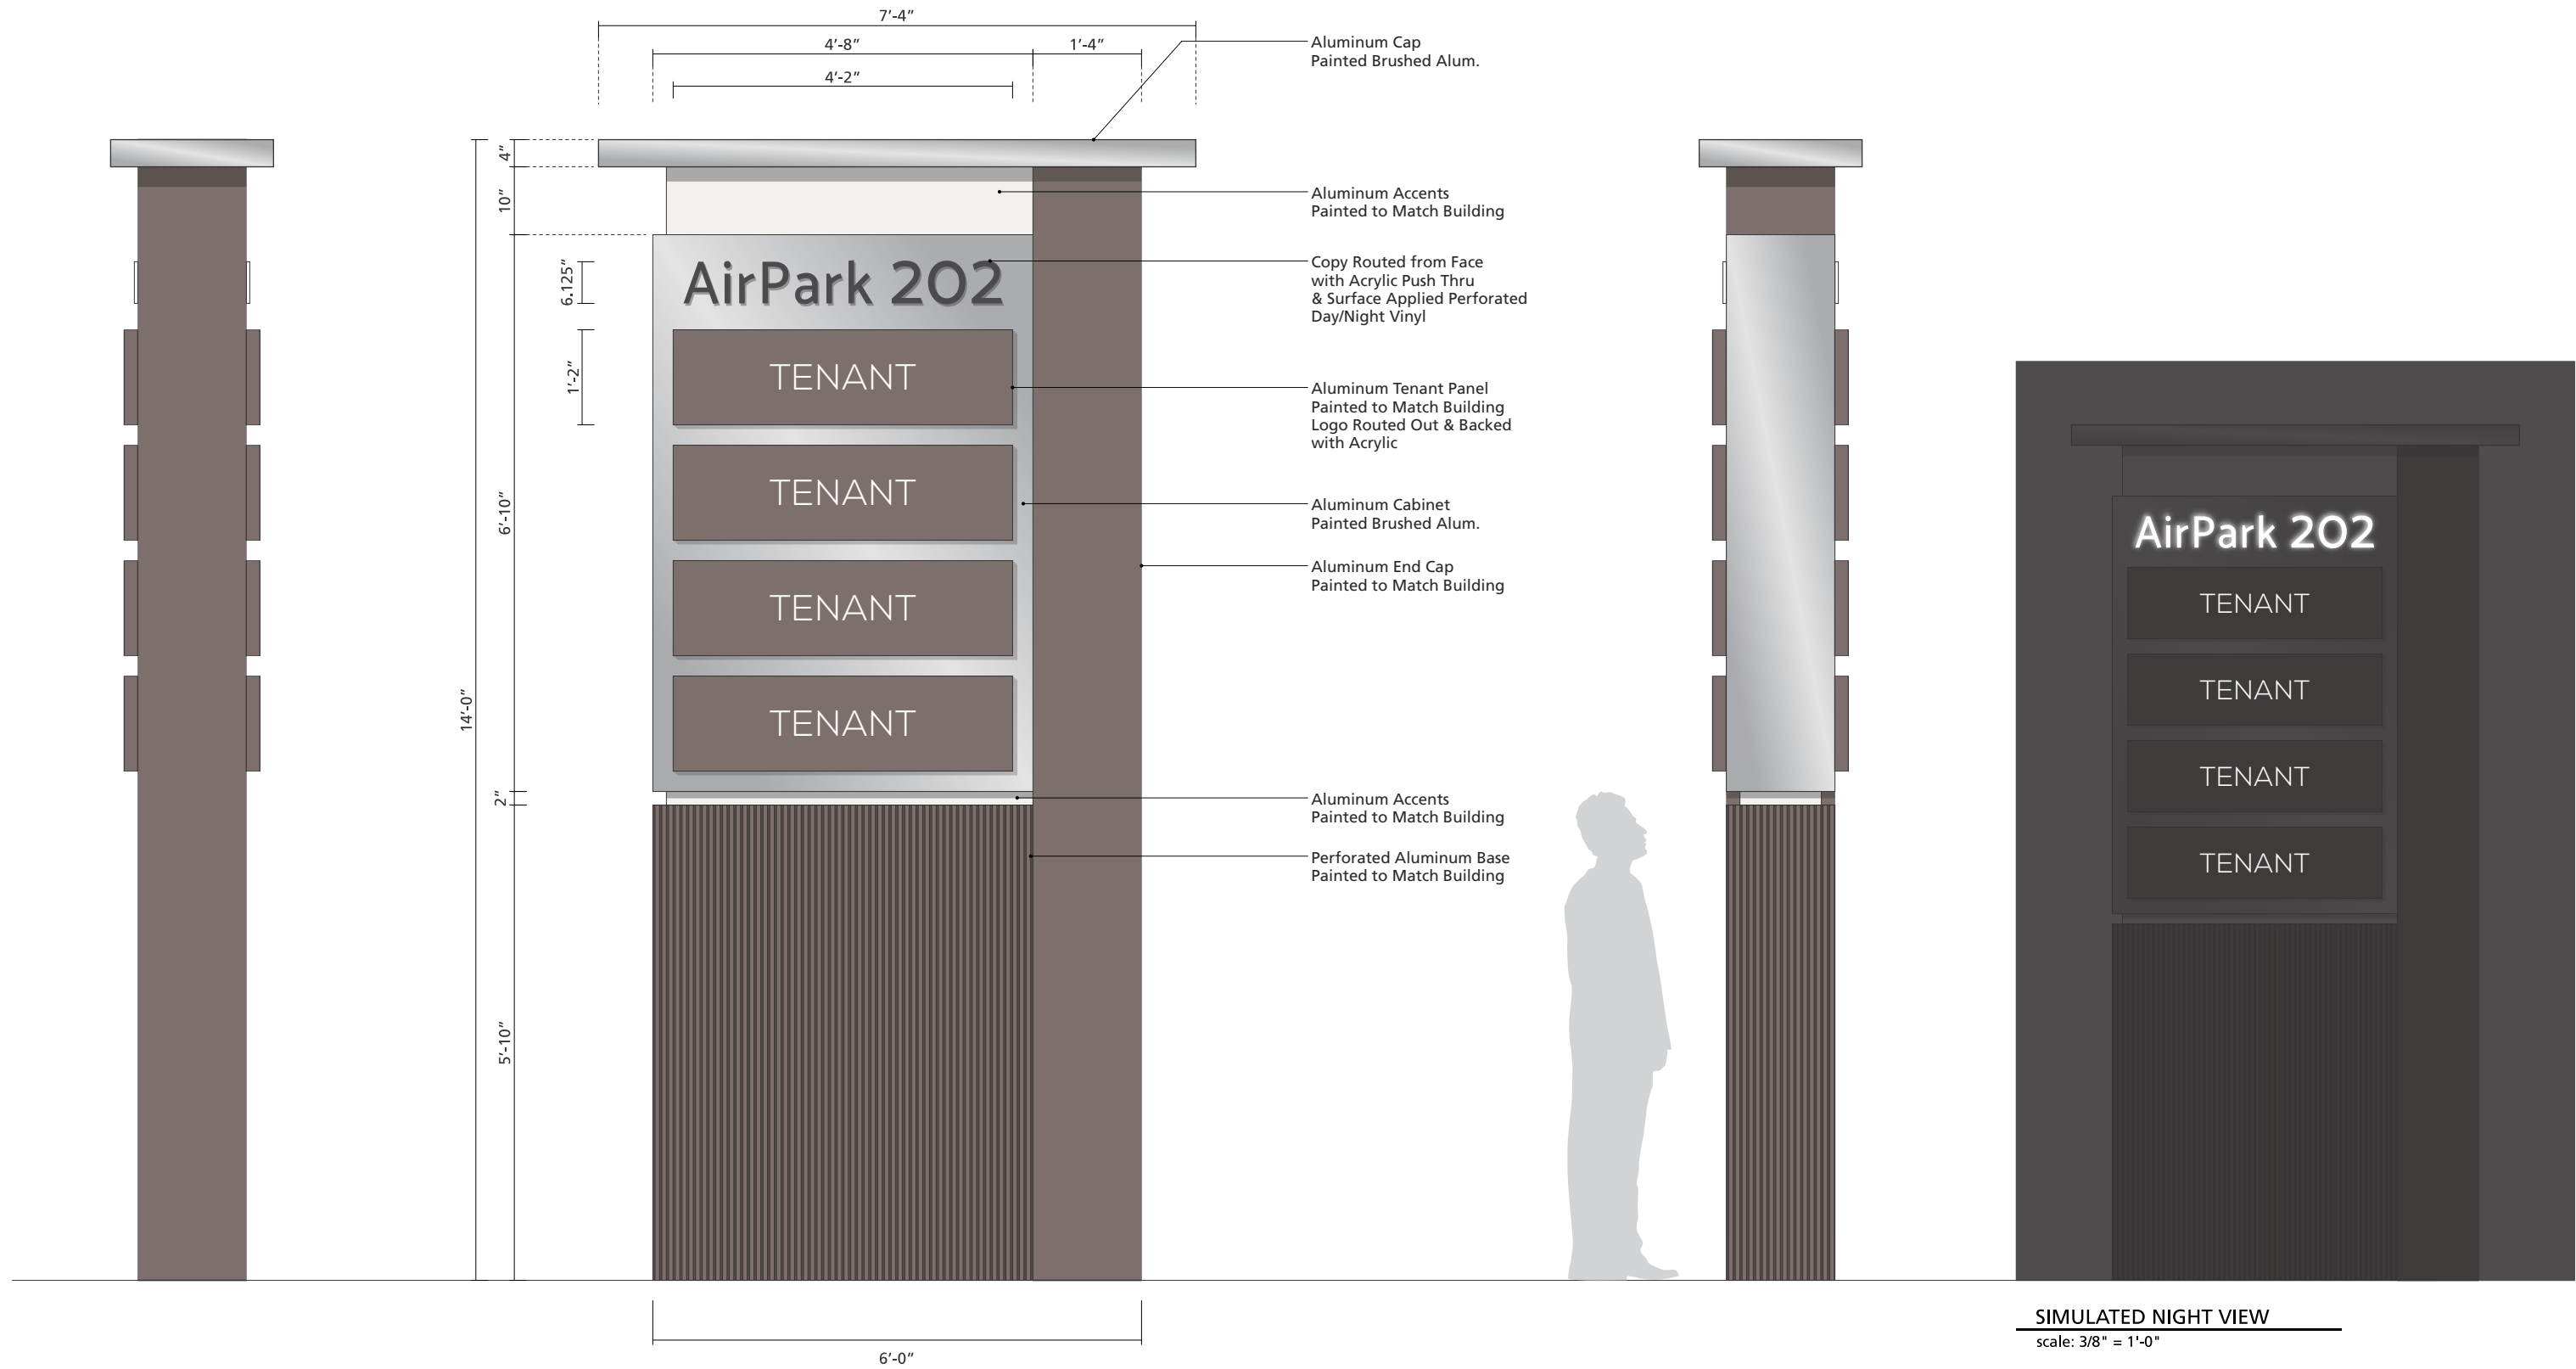 7’-4”
4’-8”
1’-4”
4’-2”
Aluminum Cap
Painted Brushed Alum.
4”
10”
Aluminum Accents
Painted to Match Building
6.125”
AirPark 202
Copy Routed from Face
with Acrylic Push Thru
& Surface Applied Perforated
Day/Night Vinyl
1’-2”
TENANT
Aluminum Tenant Panel
Painted to Match Building
Logo Routed Out & Backed
with Acrylic
6’-10”
TENANT
Aluminum Cabinet
Painted Brushed Alum.
Aluminum End Cap
Painted to Match Building
TENANT
14’-0”
TENANT
2”
Aluminum Accents
Painted to Match Building
Perforated Aluminum Base
Painted to Match Building
5’-10”
6’-0”
AirPark 202
TENANT
TENANT
TENANT
TENANT
SIMULATED NIGHT VIEW
scale: 3/8" = 1'-0"